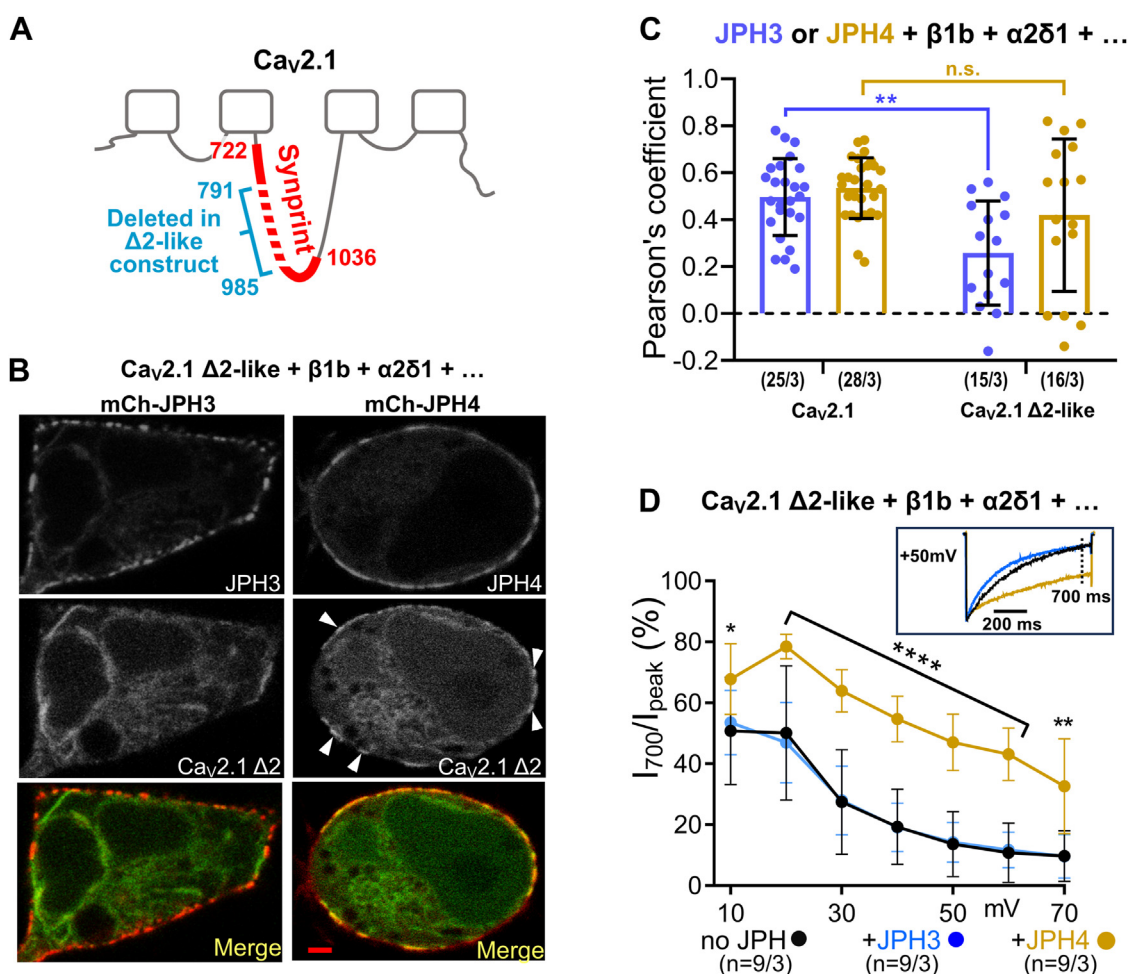 A
Cav2.1
722
Synprint
791
Deleted in
Δ2-like
construct
985
1036
B
Cav2.1 Δ2-like + β1b + α2δ1 + …
mCh-JPH3
mCh-JPH4
JPH3
JPH4
Cav2.1 Δ2
Cav2.1 Δ2
Merge
Merge
C
JPH3 or JPH4 + β1b + α2δ1 + …
n.s.
**
Pearson's coefficient
1.0
0.8
0.6
0.4
0.2
0.0
-0.2
(25/3)
(28/3)
(15/3)
(16/3)
Cav2.1
Cav2.1 Δ2-like
D
Cav2.1 Δ2-like + β1b + α2δ1 + …
+50mV
700 ms
200 ms
I700/Ipeak (%)
100
80
60
40
20
0
*
****
**
10
30
50
mV
70
no JPH
+JPH3
+JPH4
(n=9/3)
(n=9/3)
(n=9/3)